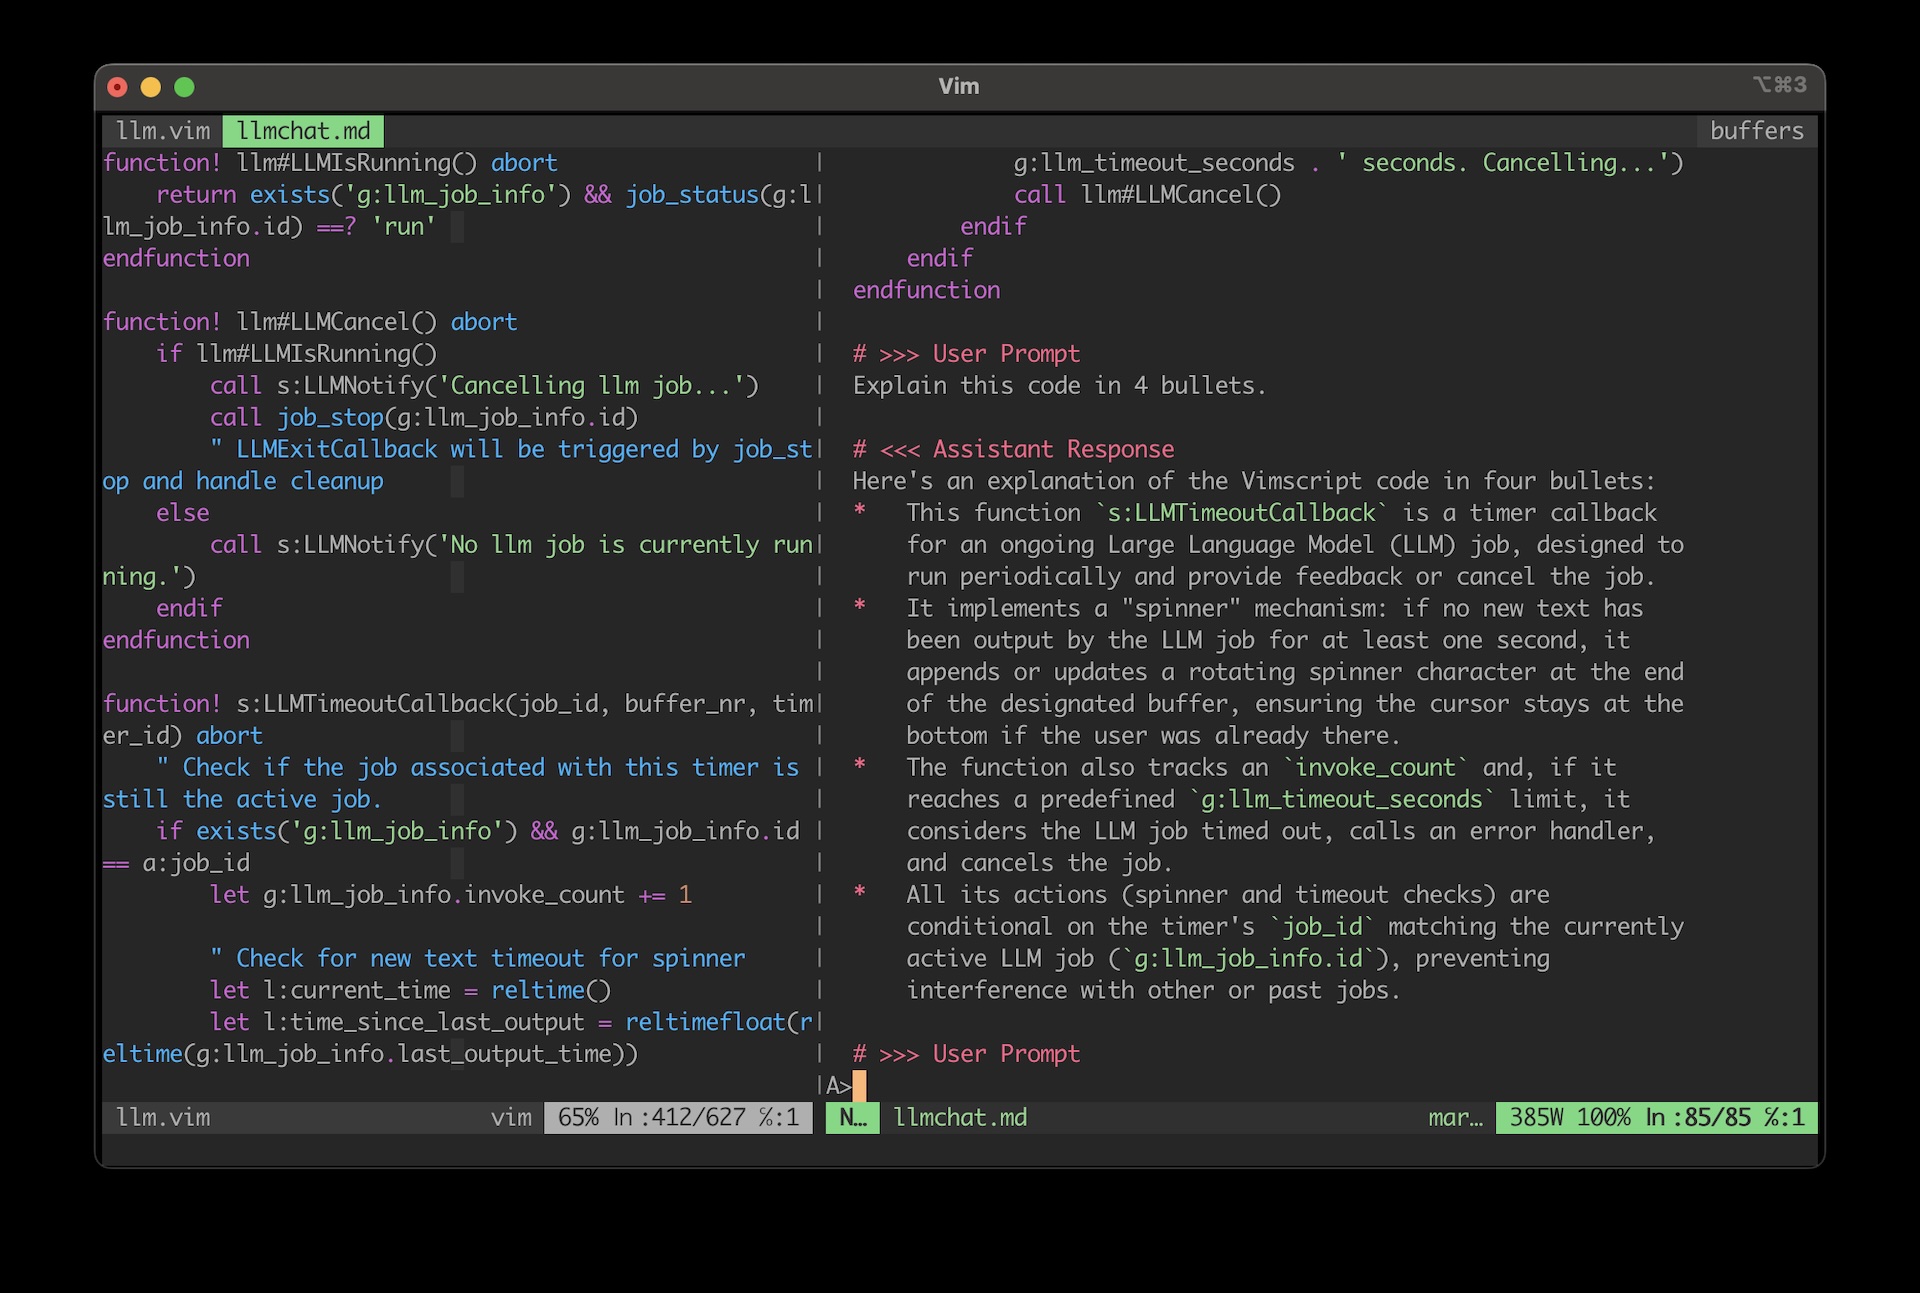 Vim
⌥⌘3
llm.vim llmchat.md
buffers
function! llm#LLMIsRunning() abort
    return exists('g:llm_job_info') && job_status(g:l
lm_job_info.id) ==? 'run'
endfunction

function! llm#LLMCancel() abort
    if llm#LLMIsRunning()
        call s:LLMNotify('Cancelling llm job...')
        call job_stop(g:llm_job_info.id)
        " LLMExitCallback will be triggered by job_st
op and handle cleanup
    else
        call s:LLMNotify('No llm job is currently run
ning.')
    endif
endfunction

function! s:LLMTimeoutCallback(job_id, buffer_nr, tim
er_id) abort
    " Check if the job associated with this timer is
still the active job.
    if exists('g:llm_job_info') && g:llm_job_info.id
== a:job_id
        let g:llm_job_info.invoke_count += 1

        " Check for new text timeout for spinner
        let l:current_time = reltime()
        let l:time_since_last_output = reltimefloat(r
eltime(g:llm_job_info.last_output_time))
llm.vim vim 65% ln :412/627 ℅:1
            g:llm_timeout_seconds . ' seconds. Cancelling...')
            call llm#LLMCancel()
        endif
    endif
endfunction

# >>> User Prompt
Explain this code in 4 bullets.

# <<< Assistant Response
Here's an explanation of the Vimscript code in four bullets:
*   This function `s:LLMTimeoutCallback` is a timer callback
    for an ongoing Large Language Model (LLM) job, designed to
    run periodically and provide feedback or cancel the job.
*   It implements a "spinner" mechanism: if no new text has
    been output by the LLM job for at least one second, it
    appends or updates a rotating spinner character at the end
    of the designated buffer, ensuring the cursor stays at the
    bottom if the user was already there.
*   The function also tracks an `invoke_count` and, if it
    reaches a predefined `g:llm_timeout_seconds` limit, it
    considers the LLM job timed out, calls an error handler,
    and cancels the job.
*   All its actions (spinner and timeout checks) are
    conditional on the timer's `job_id` matching the currently
    active LLM job (`g:llm_job_info.id`), preventing
    interference with other or past jobs.

# >>> User Prompt
A>
N… llmchat.md mar… 385W 100% ln :85/85 ℅:1